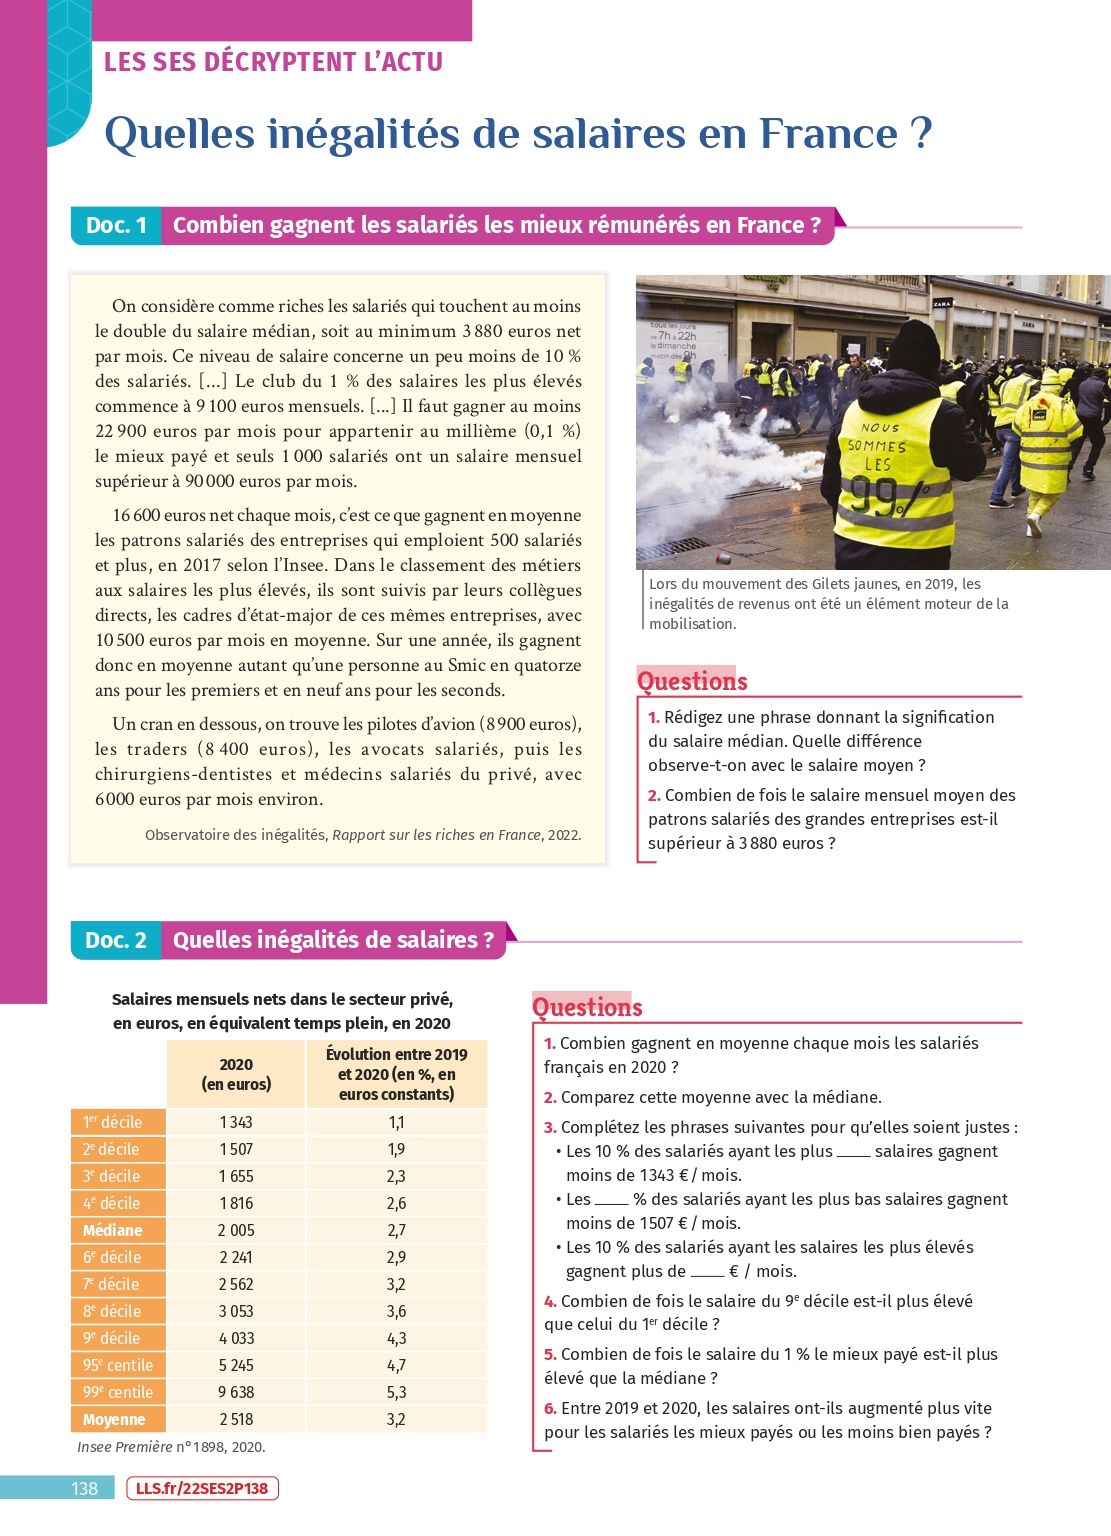 LES SES DÉCRYPTENT L'ACTU
Quelles inégalités de salaires en France ?
Doc. 1 Combien gagnent les salariés les mieux rémunérés en France ?
On considère comme riches les salariés qui touchent au moins
le double du salaire médian, soit au minimum 3 880 euros net
par mois. Ce niveau de salaire concerne un peu moins de 10 %
des salariés. [...] Le club du 1 % des salaires les plus élevés
commence à 9 100 euros mensuels. [...] Il faut gagner au moins
22 900 euros par mois pour appartenir au millième (0,1 %)
le mieux payé et seuls 1 000 salariés ont un salaire mensuel
supérieur à 90 000 euros par mois.
16 600 euros net chaque mois, c'est ce que gagnent en moyenne
les patrons salariés des entreprises qui emploient 500 salariés
et plus, en 2017 selon l'Insee. Dans le classement des métiers
aux salaires les plus élevés, ils sont suivis par leurs collègues
directs, les cadres d'état-major de ces mêmes entreprises, avec
10 500 euros par mois en moyenne. Sur une année, ils gagnent
donc en moyenne autant qu'une personne au Smic en quatorze
ans pour les premiers et en neuf ans pour les seconds.
Un cran en dessous, on trouve les pilotes d'avion (8 900 euros),
les traders (8 400 euros), les avocats salariés, puis les
chirurgiens-dentistes et médecins salariés du privé, avec
6 000 euros par mois environ.
Observatoire des inégalités, Rapport sur les riches en France, 2022.
tous les jours
de 7h à 22h
le dimanche
matin dès 9h
ZARA
ZARA
NOUS
SOMMES
LES
99%
Lors du mouvement des Gilets jaunes, en 2019, les
inégalités de revenus ont été un élément moteur de la
mobilisation.
Questions
1. Rédigez une phrase donnant la signification
du salaire médian. Quelle différence
observe-t-on avec le salaire moyen ?
2. Combien de fois le salaire mensuel moyen des
patrons salariés des grandes entreprises est-il
supérieur à 3 880 euros ?
Doc. 2 Quelles inégalités de salaires ?
Salaires mensuels nets dans le secteur privé,
en euros, en équivalent temps plein, en 2020
2020
(en euros)
Évolution entre 2019
et 2020 (en %, en
euros constants)
1er décile 1 343 1,1
2e décile 1 507 1,9
3e décile 1 655 2,3
4e décile 1 816 2,6
Médiane 2 005 2,7
6e décile 2 241 2,9
7e décile 2 562 3,2
8e décile 3 053 3,6
9e décile 4 033 4,3
95e centile 5 245 4,7
99e centile 9 638 5,3
Moyenne 2 518 3,2
Insee Première n°1898, 2020.
Questions
1. Combien gagnent en moyenne chaque mois les salariés
français en 2020 ?
2. Comparez cette moyenne avec la médiane.
3. Complétez les phrases suivantes pour qu'elles soient justes :
• Les 10 % des salariés ayant les plus ____ salaires gagnent
moins de 1 343 € / mois.
• Les ____ % des salariés ayant les plus bas salaires gagnent
moins de 1 507 € / mois.
• Les 10 % des salariés ayant les salaires les plus élevés
gagnent plus de ____ € / mois.
4. Combien de fois le salaire du 9e décile est-il plus élevé
que celui du 1er décile ?
5. Combien de fois le salaire du 1 % le mieux payé est-il plus
élevé que la médiane ?
6. Entre 2019 et 2020, les salaires ont-ils augmenté plus vite
pour les salariés les mieux payés ou les moins bien payés ?
138
LLS.fr/22SES2P138